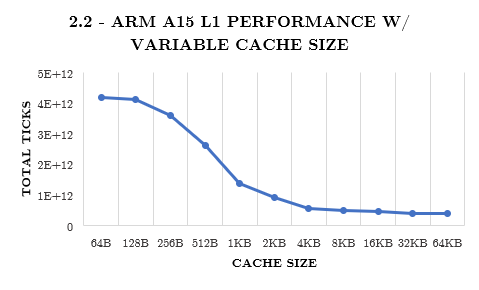 2.2 - ARM A15 L1 PERFORMANCE W/
VARIABLE CACHE SIZE
5E+12
4E+12
3E+12
2E+12
1E+12
0
TOTAL TICKS
64B 128B 256B 512B 1KB 2KB 4KB 8KB 16KB 32KB 64KB
CACHE SIZE